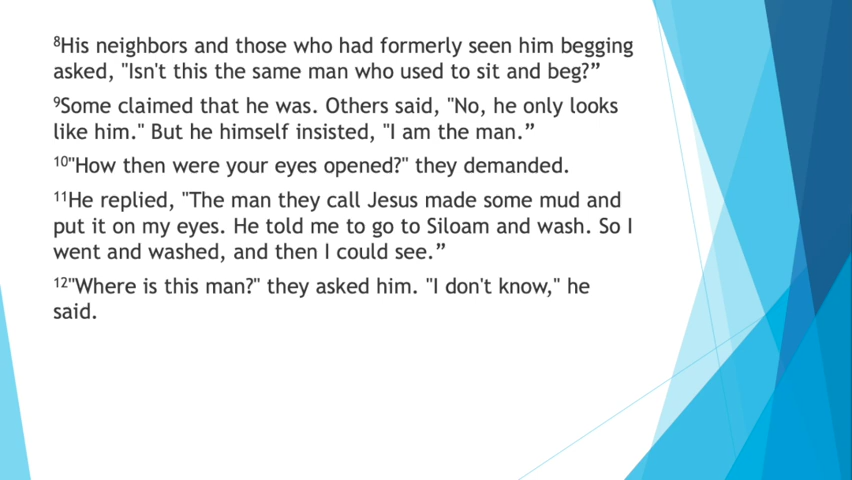 ⁸His neighbors and those who had formerly seen him begging
asked, "Isn't this the same man who used to sit and beg?”
⁹Some claimed that he was. Others said, "No, he only looks
like him." But he himself insisted, "I am the man.”
¹⁰"How then were your eyes opened?" they demanded.
¹¹He replied, "The man they call Jesus made some mud and
put it on my eyes. He told me to go to Siloam and wash. So I
went and washed, and then I could see.”
¹²"Where is this man?" they asked him. "I don't know," he
said.